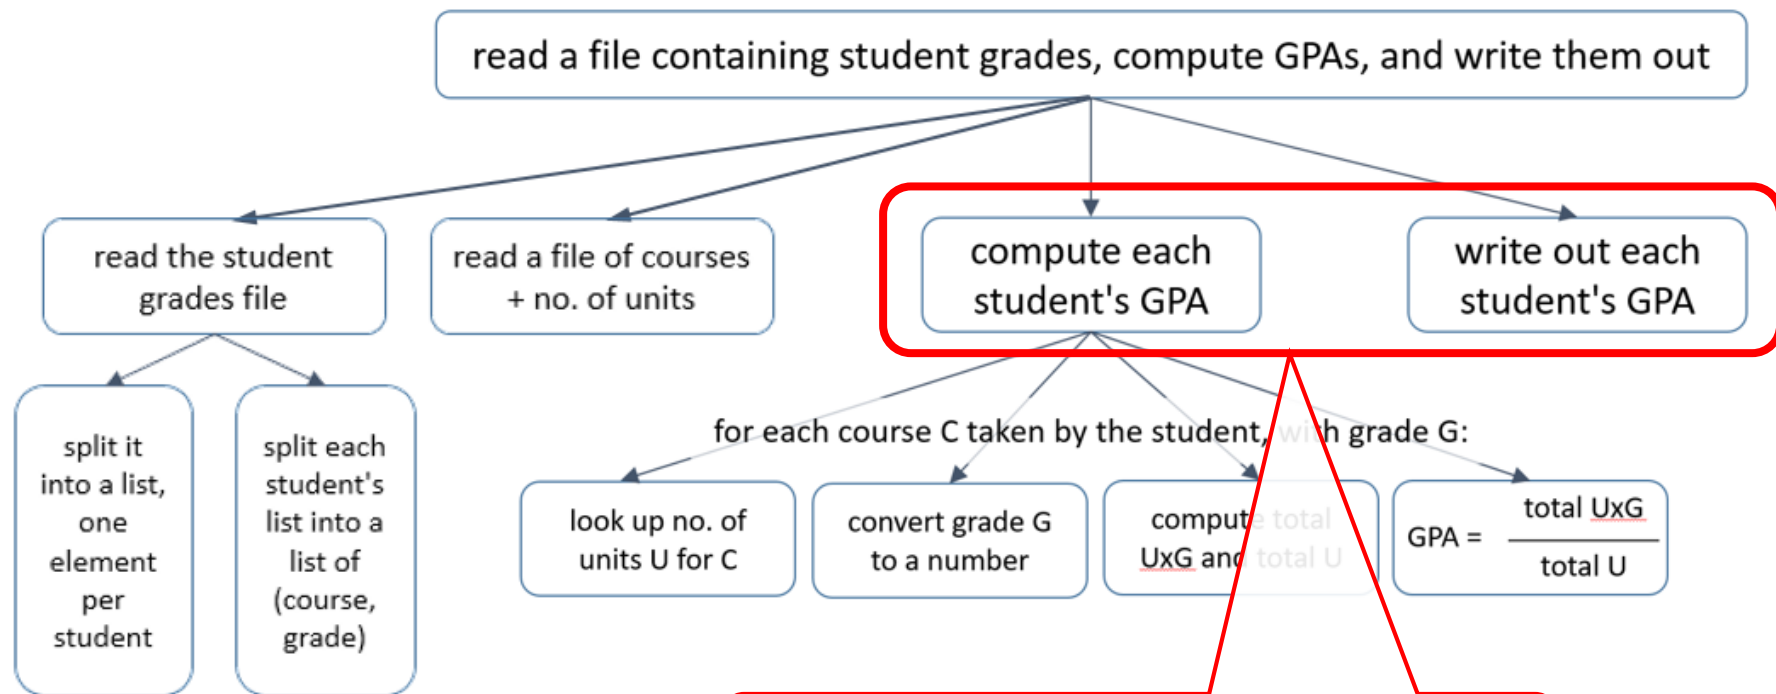 read a file containing student grades, compute GPAs, and write them out
read the student
grades file
read a file of courses
+ no. of units
compute each
student's GPA
write out each
student's GPA
for each course C taken by the student, with grade G:
split it
into a list,
one
element
per
student
split each
student's
list into a
list of
(course,
grade)
look up no. of
units U for C
convert grade G
to a number
compute total
UxG and total U
GPA =
total UxG
total U